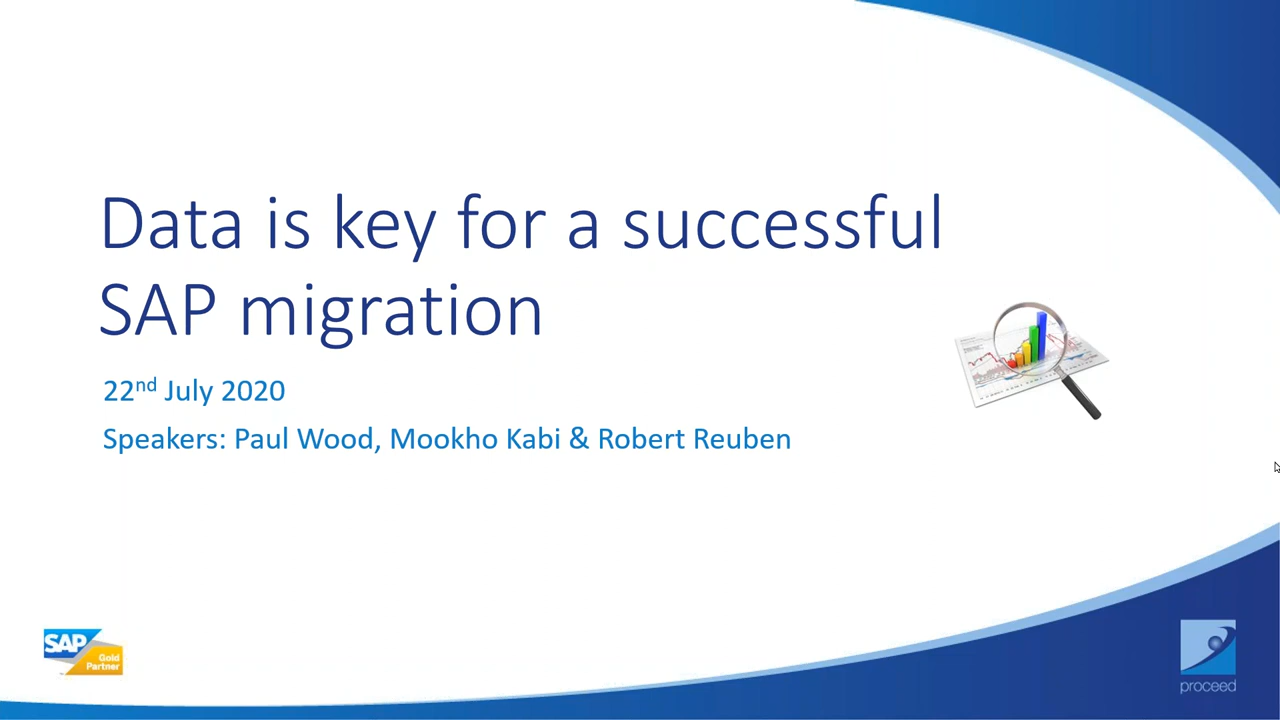 Data is key for a successful
SAP migration
22nd July 2020
Speakers: Paul Wood, Mookho Kabi & Robert Reuben
SAP
Gold
Partner
proceed